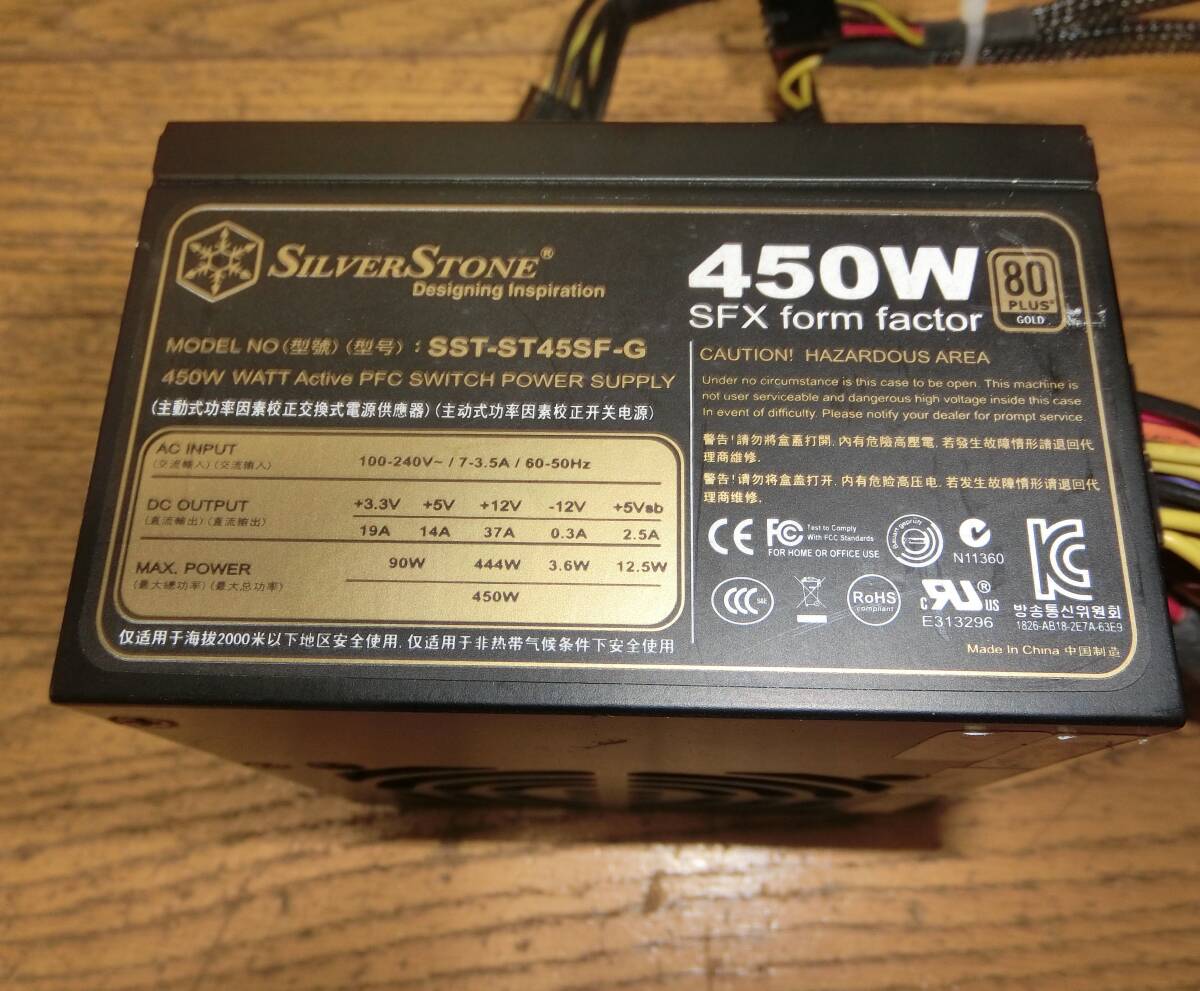 SILVERSTONE®
Designing Inspiration
450W
SFX form factor
80
PLUS®
GOLD
MODEL NO (型號) (型号) : SST-ST45SF-G
450W WATT Active PFC SWITCH POWER SUPPLY
(主動式功率因素校正交換式電源供應器) (主动式功率因素校正开关电源)
AC INPUT
(交流輸入) (交流输入)
100-240V~ / 7-3.5A / 60-50Hz
DC OUTPUT
(直流輸出) (直流输出)
+3.3V +5V +12V -12V +5Vsb
19A 14A 37A 0.3A 2.5A
MAX. POWER
(最大總功率) (最大总功率)
90W 444W 3.6W 12.5W
450W
仅适用于海拔2000米以下地区安全使用. 仅适用于非热带气候条件下安全使用
CAUTION! HAZARDOUS AREA
Under no circumstance is this case to be open. This machine is
not user serviceable and dangerous high voltage inside this case
In event of difficulty. Please notify your dealer for prompt service.
警告! 請勿將盒蓋打開. 內有危險高壓電. 若發生故障情形請退回代
理商維修.
警告! 请勿将盒盖打开. 内有危险高压电. 若发生故障情形请退回代
理商维修.
CE FC Test to Comply
With FCC Standards
FOR HOME OR OFFICE USE
N11360
CCC S&E
RoHS
compliant
c RU® US
E313296
방송통신위원회
1826-AB18-2E7A-63E9
Made In China 中国制造